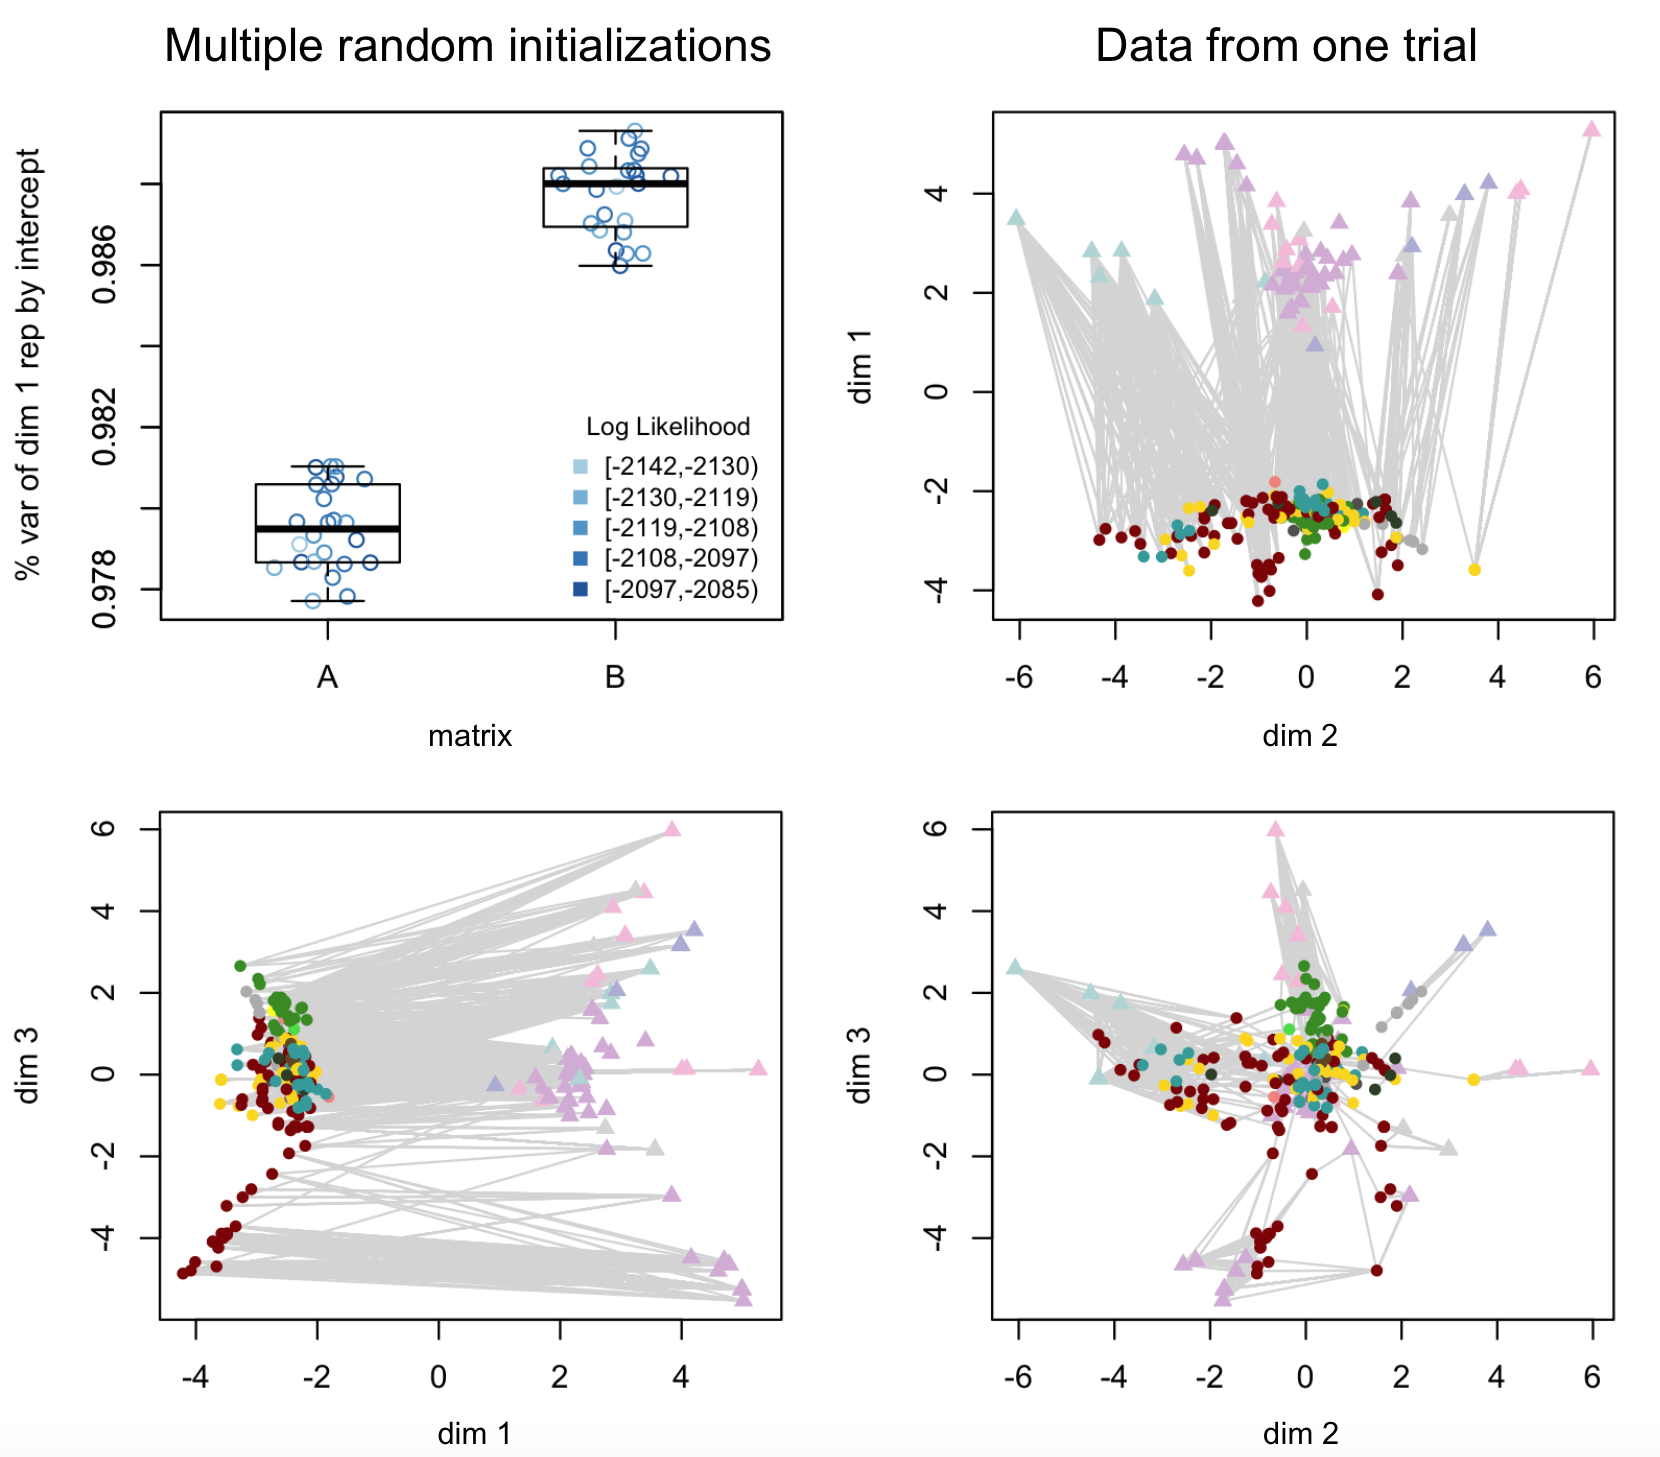 Multiple random initializations
Data from one trial
% var of dim 1 rep by intercept
0.986
0.982
0.978
Log Likelihood
[-2142,-2130)
[-2130,-2119)
[-2119,-2108)
[-2108,-2097)
[-2097,-2085)
A B
matrix
dim 1
4
2
0
-2
-4
-6 -4 -2 0 2 4 6
dim 2
dim 3
6
4
2
0
-2
-4
-4 -2 0 2 4
dim 1
dim 3
6
4
2
0
-2
-4
-6 -4 -2 0 2 4 6
dim 2